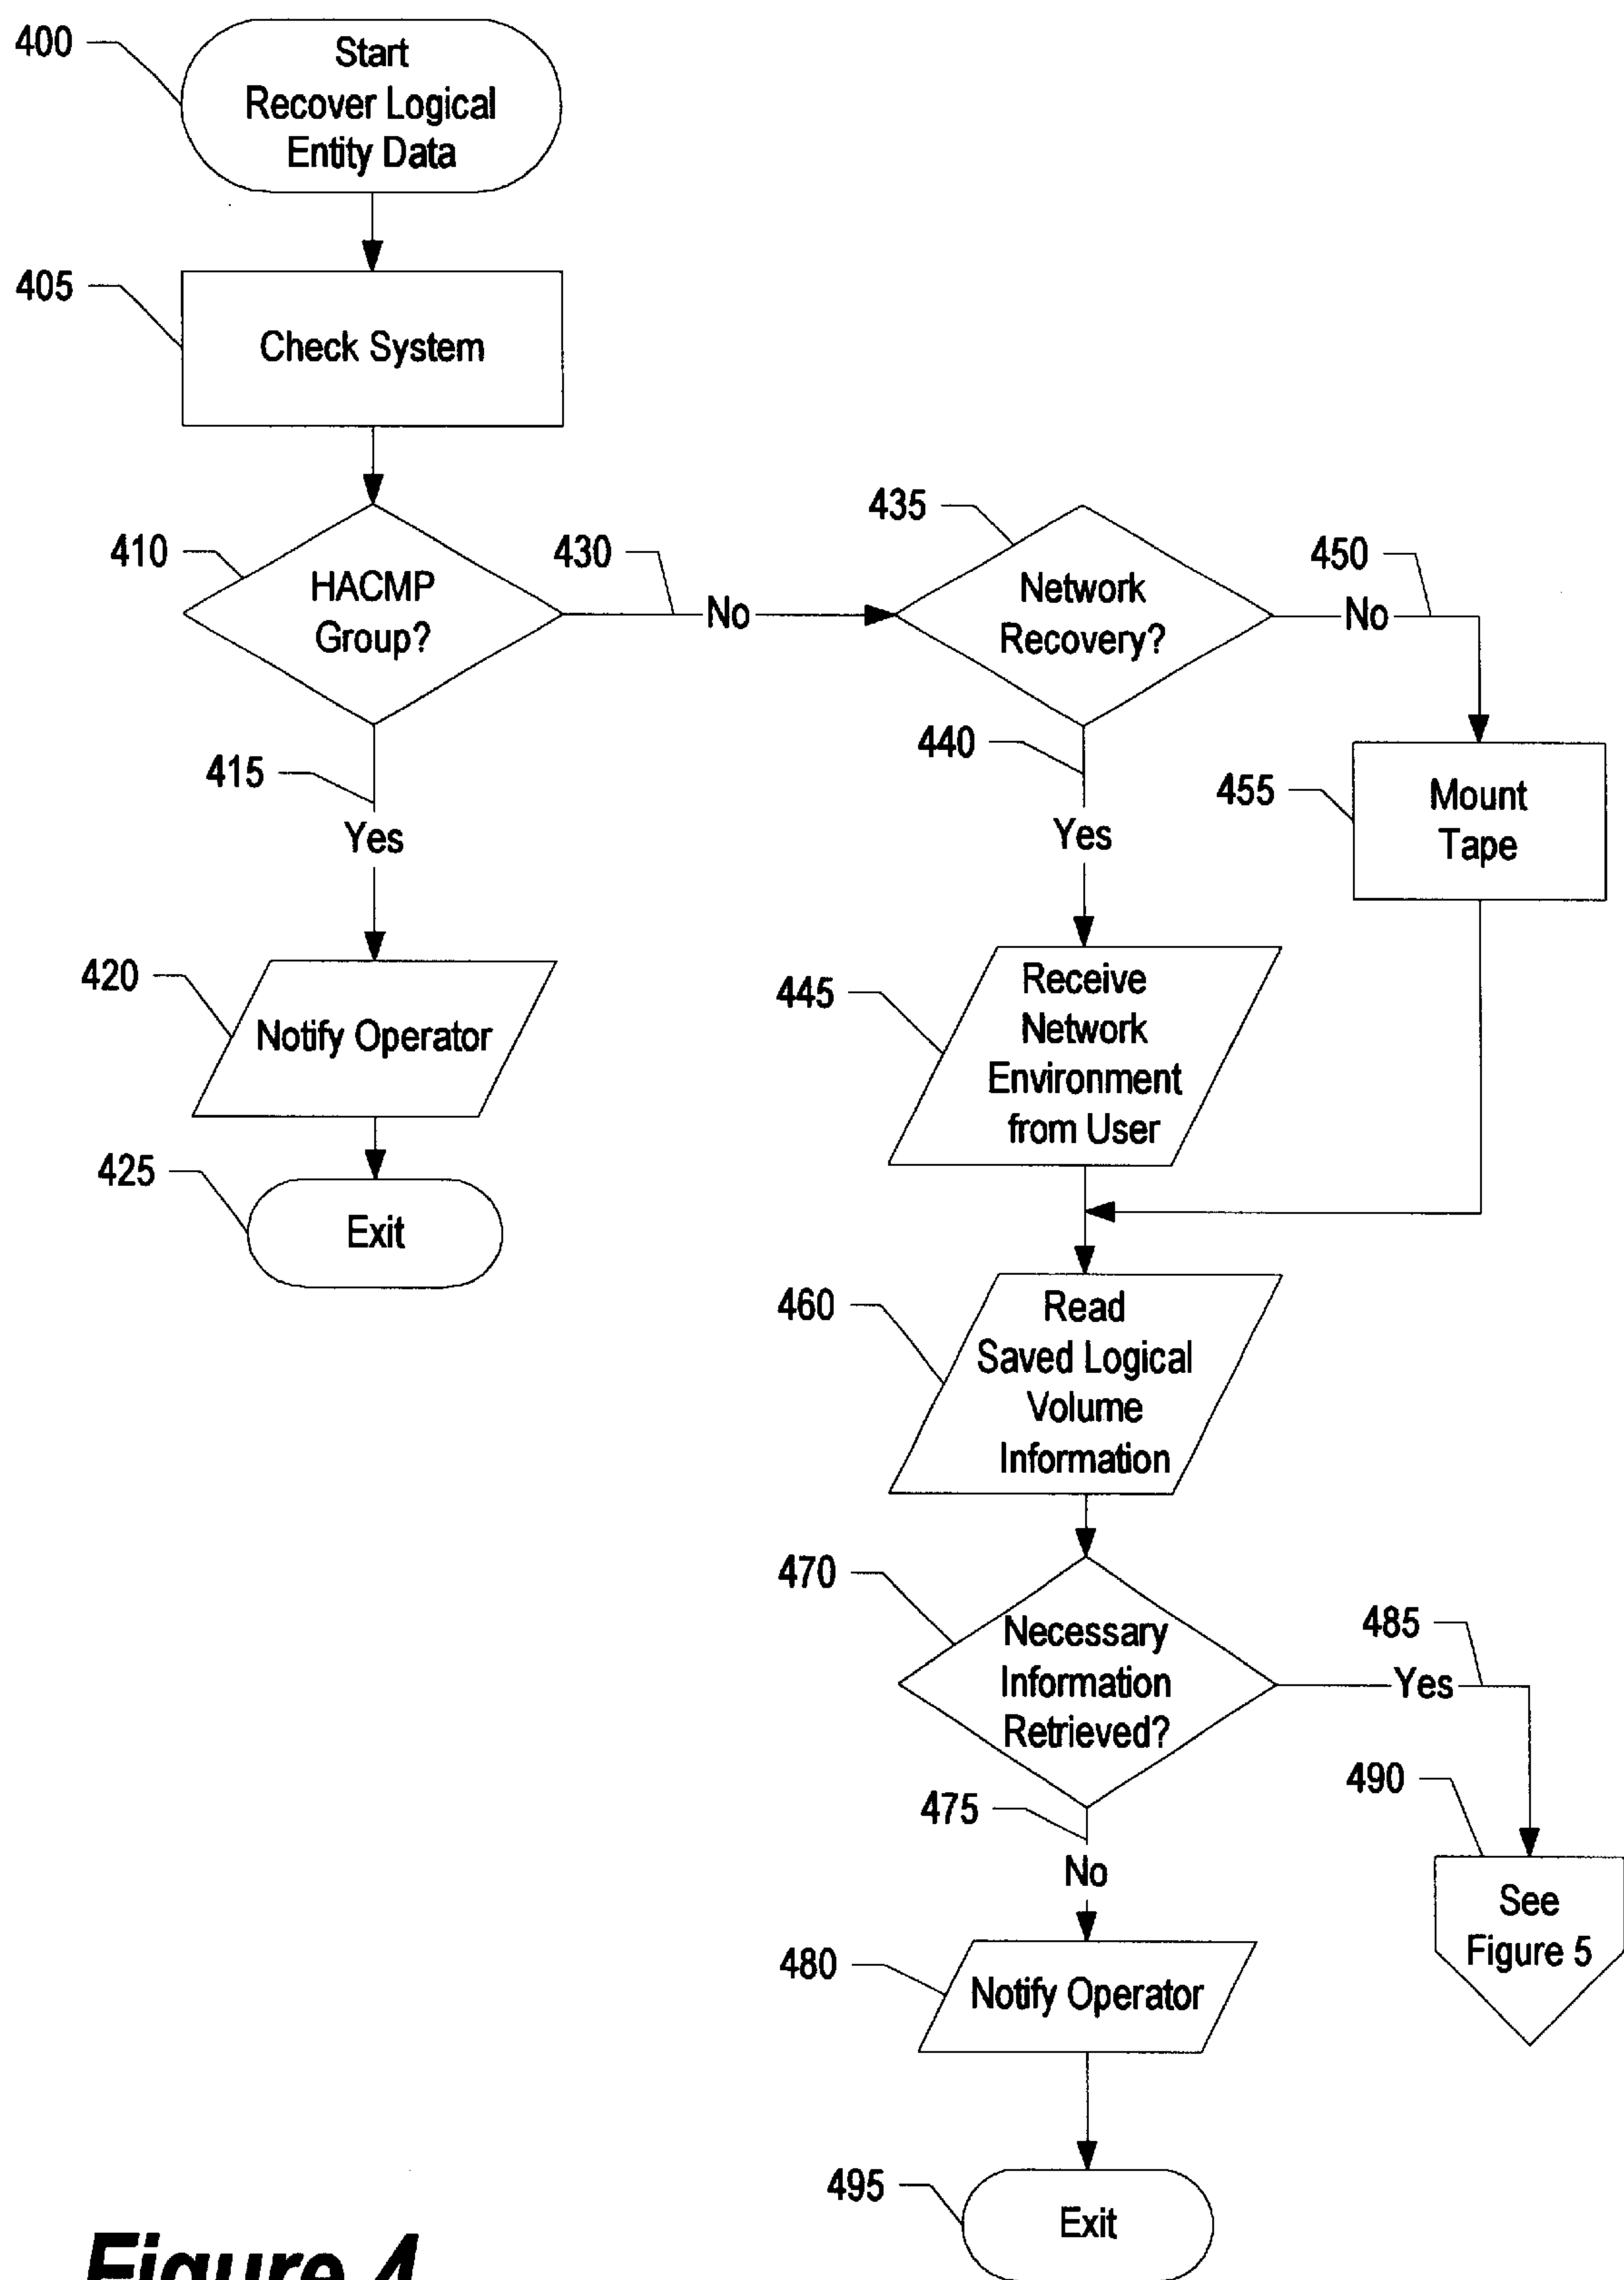 400
Start
Recover Logical
Entity Data
405
Check System
410
HACMP
Group?
430
No
435
Network
Recovery?
450
No
415
Yes
440
Yes
455
Mount
Tape
420
Notify Operator
445
Receive
Network
Environment
from User
425
Exit
460
Read
Saved Logical
Volume
Information
470
Necessary
Information
Retrieved?
485
Yes
475
No
490
See
Figure 5
480
Notify Operator
495
Exit
Figure 4